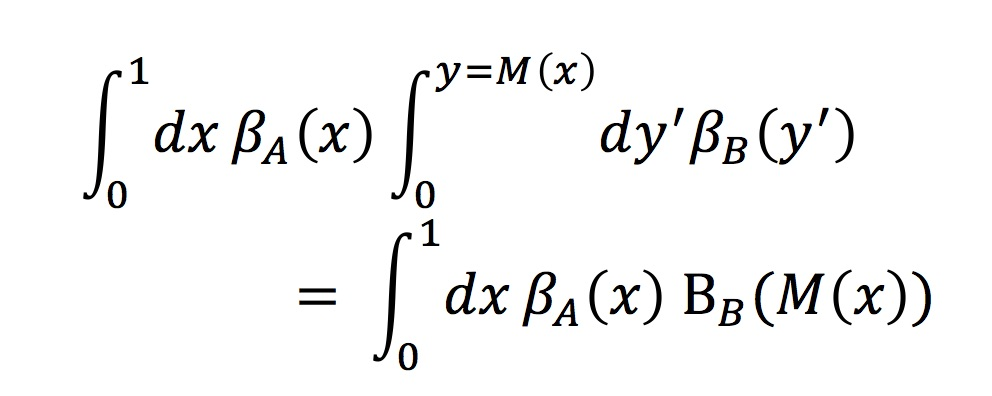 ∫₀¹ dx β_A(x) ∫₀^{y=M(x)} dy′β_B(y′)
= ∫₀¹ dx β_A(x) B_B(M(x))